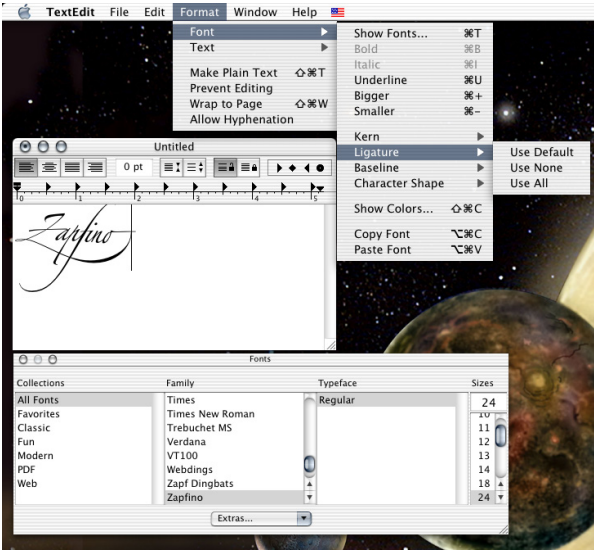 TextEdit File Edit Format Window Help
Font
Text
Make Plain Text ⇧⌘T
Prevent Editing
Wrap to Page ⇧⌘W
Allow Hyphenation
Show Fonts... ⌘T
Bold ⌘B
Italic ⌘I
Underline ⌘U
Bigger ⌘+
Smaller ⌘-
Kern
Ligature
Baseline
Character Shape
Show Colors... ⇧⌘C
Copy Font ⌥⌘C
Paste Font ⌥⌘V
Use Default
Use None
Use All
Untitled
0 pt
0 1 2 3 4 5
Zapfino
Fonts
Collections Family Typeface Sizes
All Fonts Times Regular 24
Favorites Times New Roman 10
Classic Trebuchet MS 11
Fun Verdana 12
Modern VT100 13
PDF Webdings 14
Web Zapf Dingbats 18
Zapfino 24
Extras...